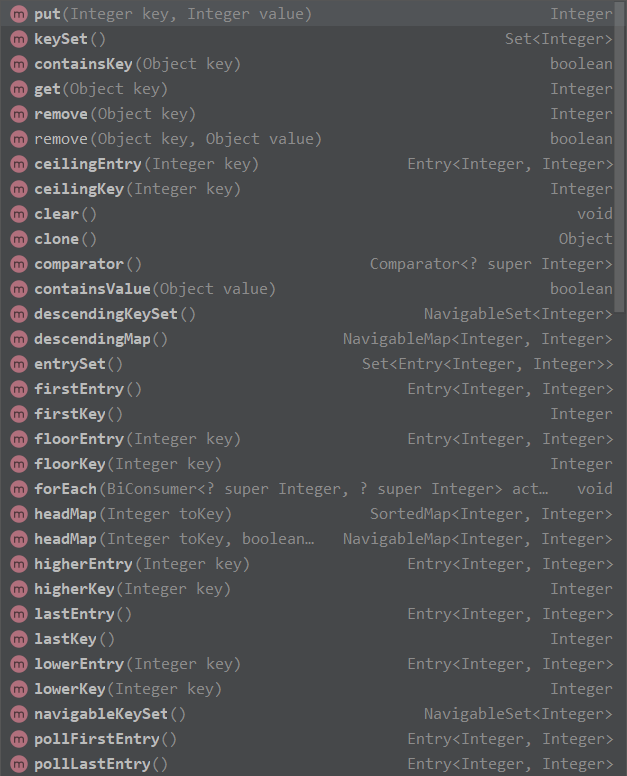 m put(Integer key, Integer value) Integer
m keySet() Set<Integer>
m containsKey(Object key) boolean
m get(Object key) Integer
m remove(Object key) Integer
m remove(Object key, Object value) boolean
m ceilingEntry(Integer key) Entry<Integer, Integer>
m ceilingKey(Integer key) Integer
m clear() void
m clone() Object
m comparator() Comparator<? super Integer>
m containsValue(Object value) boolean
m descendingKeySet() NavigableSet<Integer>
m descendingMap() NavigableMap<Integer, Integer>
m entrySet() Set<Entry<Integer, Integer>>
m firstEntry() Entry<Integer, Integer>
m firstKey() Integer
m floorEntry(Integer key) Entry<Integer, Integer>
m floorKey(Integer key) Integer
m forEach(BiConsumer<? super Integer, ? super Integer> act… void
m headMap(Integer toKey) SortedMap<Integer, Integer>
m headMap(Integer toKey, boolean… NavigableMap<Integer, Integer>
m higherEntry(Integer key) Entry<Integer, Integer>
m higherKey(Integer key) Integer
m lastEntry() Entry<Integer, Integer>
m lastKey() Integer
m lowerEntry(Integer key) Entry<Integer, Integer>
m lowerKey(Integer key) Integer
m navigableKeySet() NavigableSet<Integer>
m pollFirstEntry() Entry<Integer, Integer>
m pollLastEntry() Entry<Integer, Integer>